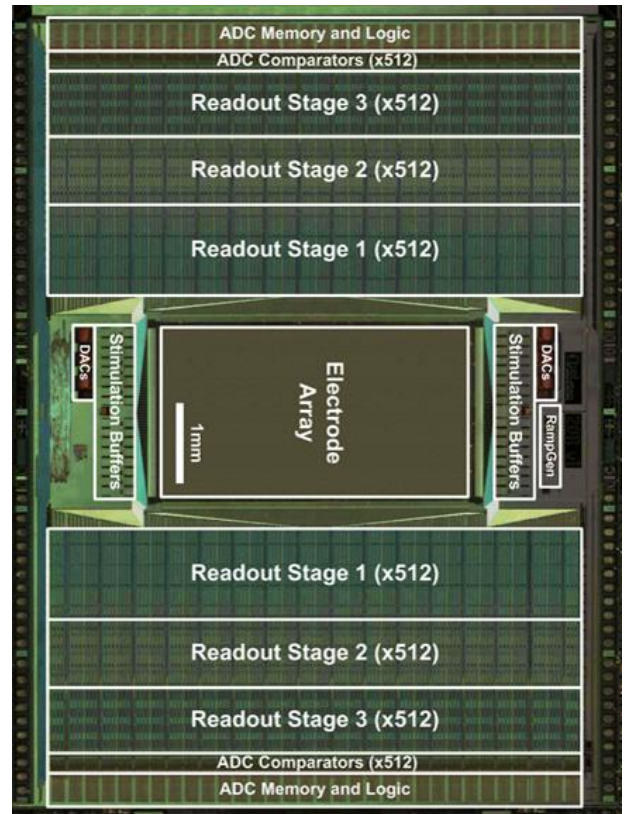 ADC Memory and Logic
ADC Comparators (x512)
Readout Stage 3 (x512)
Readout Stage 2 (x512)
Readout Stage 1 (x512)
DACs
Stimulation Buffers
Electrode
Array
1mm
Stimulation Buffers
DACs
RampGen
Readout Stage 1 (x512)
Readout Stage 2 (x512)
Readout Stage 3 (x512)
ADC Comparators (x512)
ADC Memory and Logic